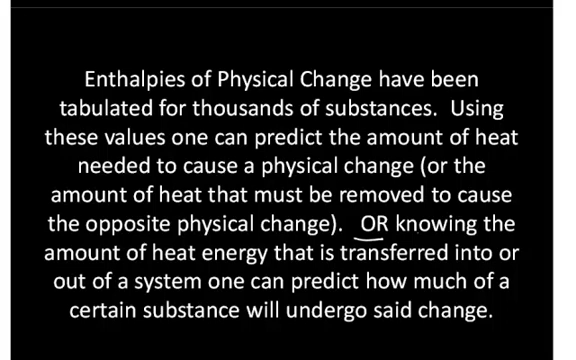 Enthalpies of Physical Change have been
tabulated for thousands of substances.  Using
these values one can predict the amount of heat
needed to cause a physical change (or the
amount of heat that must be removed to cause
the opposite physical change).  OR knowing the
amount of heat energy that is transferred into or
out of a system one can predict how much of a
certain substance will undergo said change.